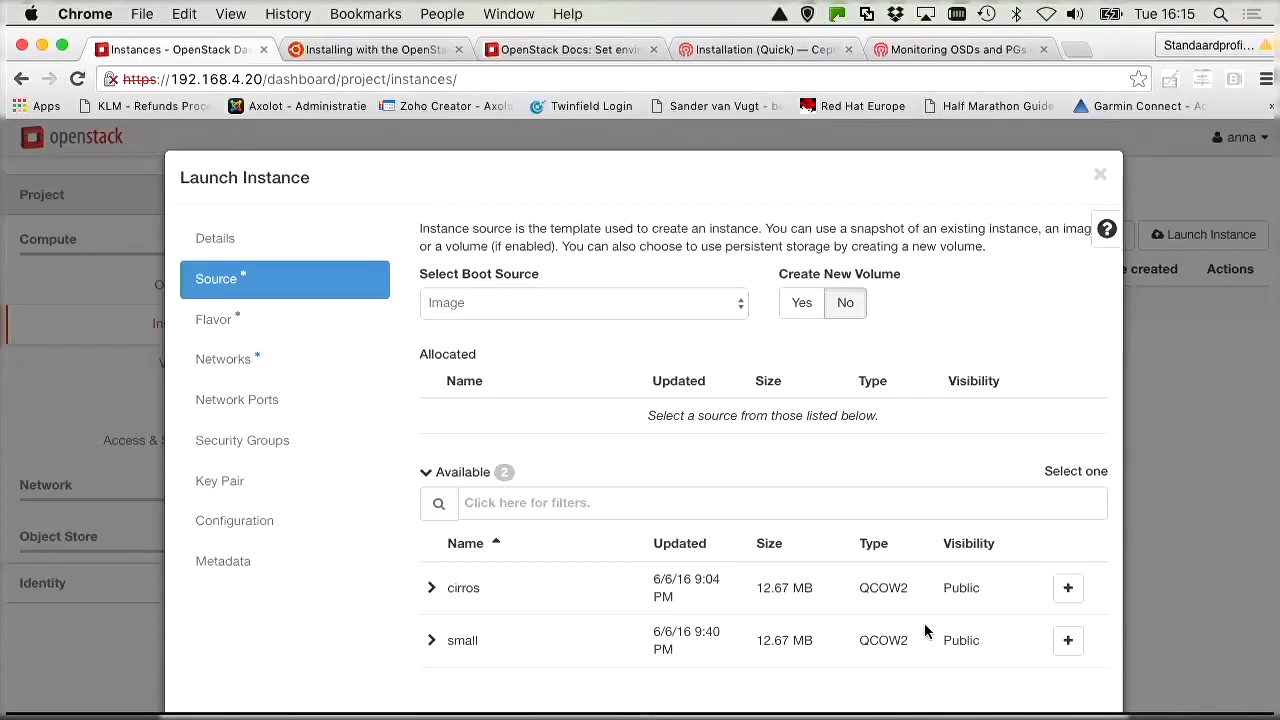 Chrome File Edit View History Bookmarks People Window Help Tue 16:15
Instances - OpenStack Da Installing with the OpenSt OpenStack Docs: Set envi Installation (Quick) — Ce Monitoring OSDs and PGs Standaardprofi...
https://192.168.4.20/dashboard/project/instances/
Apps KLM - Refunds Proc Axolot - Administratie Zoho Creator - Axolo Twinfield Login Sander van Vugt - be Red Hat Europe Half Marathon Guide Garmin Connect - Ac »
openstack anna
Project
Launch Instance ×
Compute
Launch Instance
e created Actions
Details
Source *
Flavor *
Networks *
Network Ports
Security Groups
Key Pair
Configuration
Metadata
O
Ins
V
Access & S
Network
Object Store
Identity
Instance source is the template used to create an instance. You can use a snapshot of an existing instance, an imag
or a volume (if enabled). You can also choose to use persistent storage by creating a new volume.
?
Select Boot Source Create New Volume
Image Yes No
Allocated
Name Updated Size Type Visibility
Select a source from those listed below.
Available 2 Select one
Click here for filters.
Name Updated Size Type Visibility
cirros 6/6/16 9:04 PM 12.67 MB QCOW2 Public +
small 6/6/16 9:40 PM 12.67 MB QCOW2 Public +